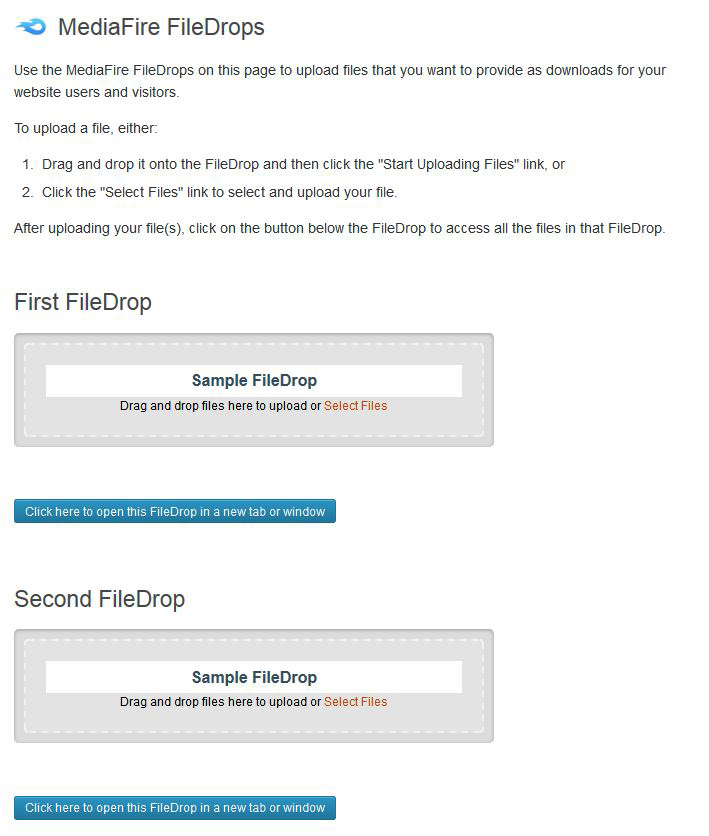 MediaFire FileDrops
Use the MediaFire FileDrops on this page to upload files that you want to provide as downloads for your
website users and visitors.
To upload a file, either:
1. Drag and drop it onto the FileDrop and then click the "Start Uploading Files" link, or
2. Click the "Select Files" link to select and upload your file.
After uploading your file(s), click on the button below the FileDrop to access all the files in that FileDrop.
First FileDrop
Sample FileDrop
Drag and drop files here to upload or Select Files
Click here to open this FileDrop in a new tab or window
Second FileDrop
Sample FileDrop
Drag and drop files here to upload or Select Files
Click here to open this FileDrop in a new tab or window